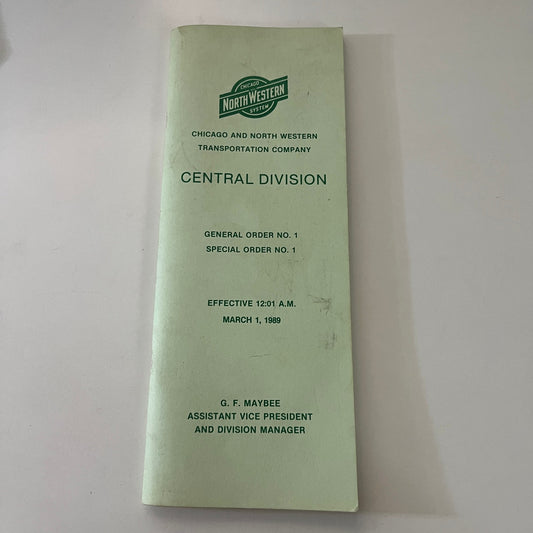 CHICAGO
NORTH WESTERN
SYSTEM
CHICAGO AND NORTH WESTERN
TRANSPORTATION COMPANY
CENTRAL DIVISION
GENERAL ORDER NO. 1
SPECIAL ORDER NO. 1
EFFECTIVE 12:01 A.M.
MARCH 1, 1989
G. F. MAYBEE
ASSISTANT VICE PRESIDENT
AND DIVISION MANAGER